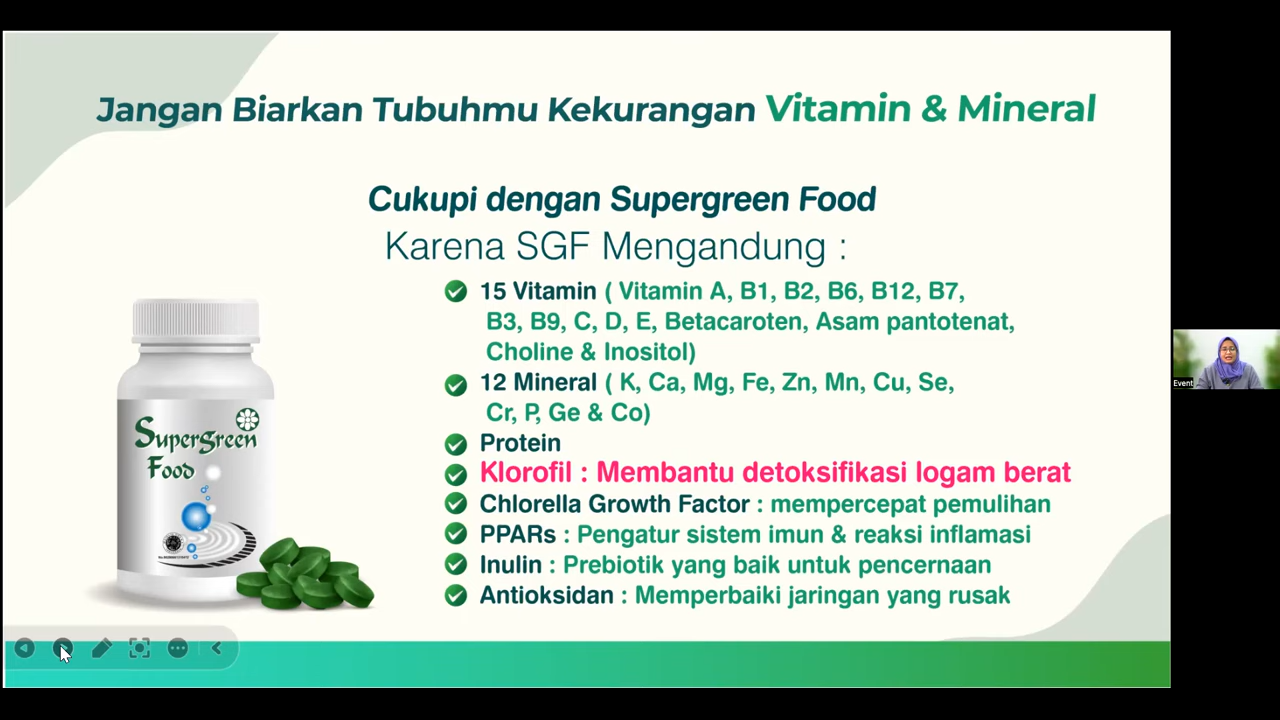 Jangan Biarkan Tubuhmu Kekurangan Vitamin & Mineral
Cukupi dengan Supergreen Food
Karena SGF Mengandung :
15 Vitamin ( Vitamin A, B1, B2, B6, B12, B7,
B3, B9, C, D, E, Betacaroten, Asam pantotenat,
Choline & Inositol)
12 Mineral ( K, Ca, Mg, Fe, Zn, Mn, Cu, Se,
Cr, P, Ge & Co)
Protein
Klorofil : Membantu detoksifikasi logam berat
Chlorella Growth Factor : mempercepat pemulihan
PPARs : Pengatur sistem imun & reaksi inflamasi
Inulin : Prebiotik yang baik untuk pencernaan
Antioksidan : Memperbaiki jaringan yang rusak
Supergreen
Food
Event